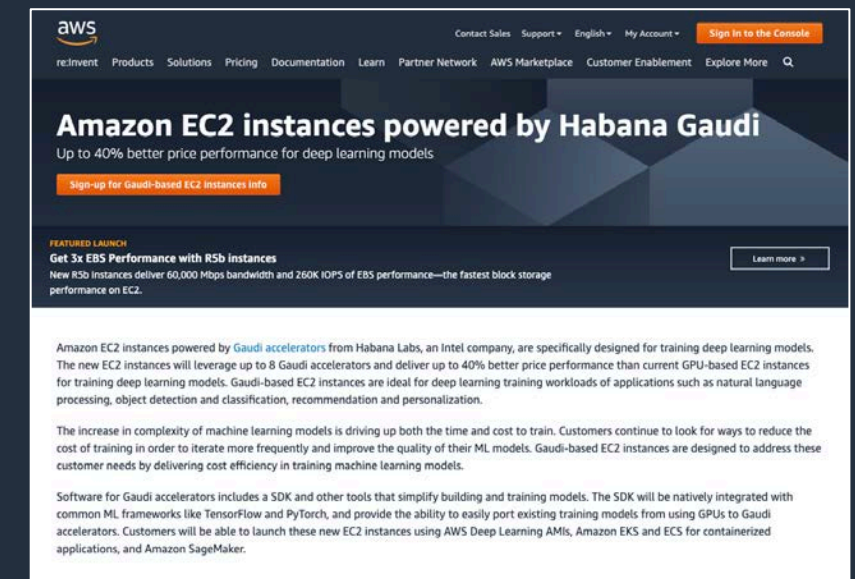 aws
Contact Sales Support English My Account Sign In to the Console
re:Invent Products Solutions Pricing Documentation Learn Partner Network AWS Marketplace Customer Enablement Explore More
Amazon EC2 instances powered by Habana Gaudi
Up to 40% better price performance for deep learning models
Sign-up for Gaudi-based EC2 instances info
FEATURED LAUNCH
Get 3x EBS Performance with R5b instances
New R5b instances deliver 60,000 Mbps bandwidth and 260K IOPS of EBS performance—the fastest block storage
performance on EC2.
Learn more »
Amazon EC2 instances powered by Gaudi accelerators from Habana Labs, an Intel company, are specifically designed for training deep learning models.
The new EC2 instances will leverage up to 8 Gaudi accelerators and deliver up to 40% better price performance than current GPU-based EC2 instances
for training deep learning models. Gaudi-based EC2 instances are ideal for deep learning training workloads of applications such as natural language
processing, object detection and classification, recommendation and personalization.
The increase in complexity of machine learning models is driving up both the time and cost to train. Customers continue to look for ways to reduce the
cost of training in order to iterate more frequently and improve the quality of their ML models. Gaudi-based EC2 instances are designed to address these
customer needs by delivering cost efficiency in training machine learning models.
Software for Gaudi accelerators includes a SDK and other tools that simplify building and training models. The SDK will be natively integrated with
common ML frameworks like TensorFlow and PyTorch, and provide the ability to easily port existing training models from using GPUs to Gaudi
accelerators. Customers will be able to launch these new EC2 instances using AWS Deep Learning AMIs, Amazon EKS and ECS for containerized
applications, and Amazon SageMaker.